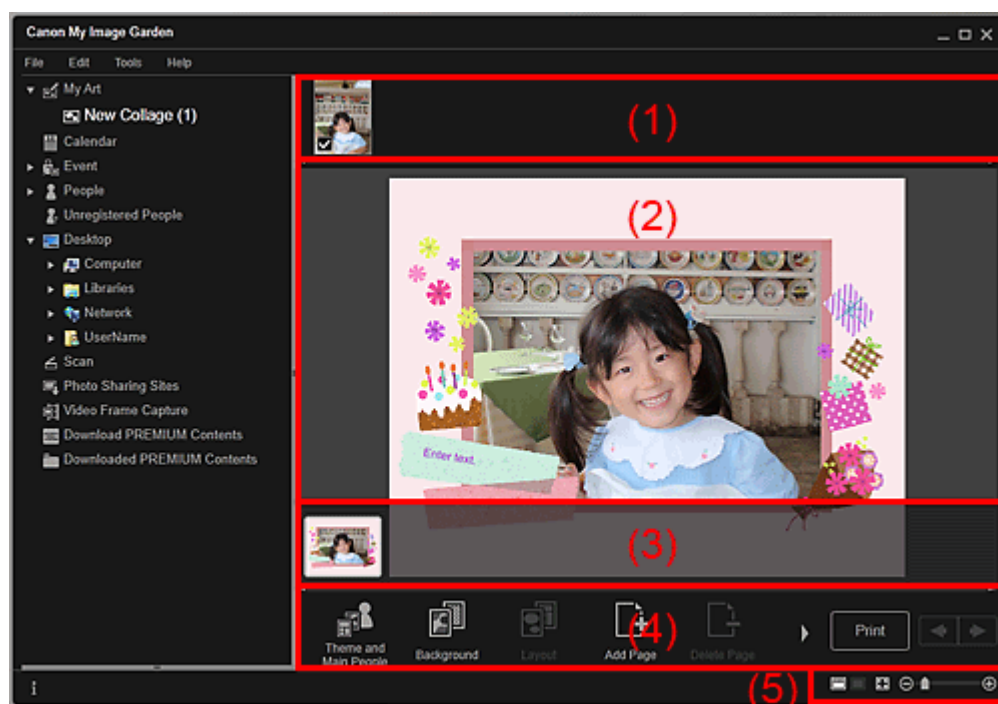 Canon My Image Garden
File Edit Tools Help
My Art
New Collage (1)
Calendar
Event
People
Unregistered People
Desktop
Computer
Libraries
Network
UserName
Scan
Photo Sharing Sites
Video Frame Capture
Download PREMIUM Contents
Downloaded PREMIUM Contents
(1)
(2)
Enter text.
(3)
(4)
Theme and
Main People
Background
Layout
Add Page
Delete Page
Print
(5)